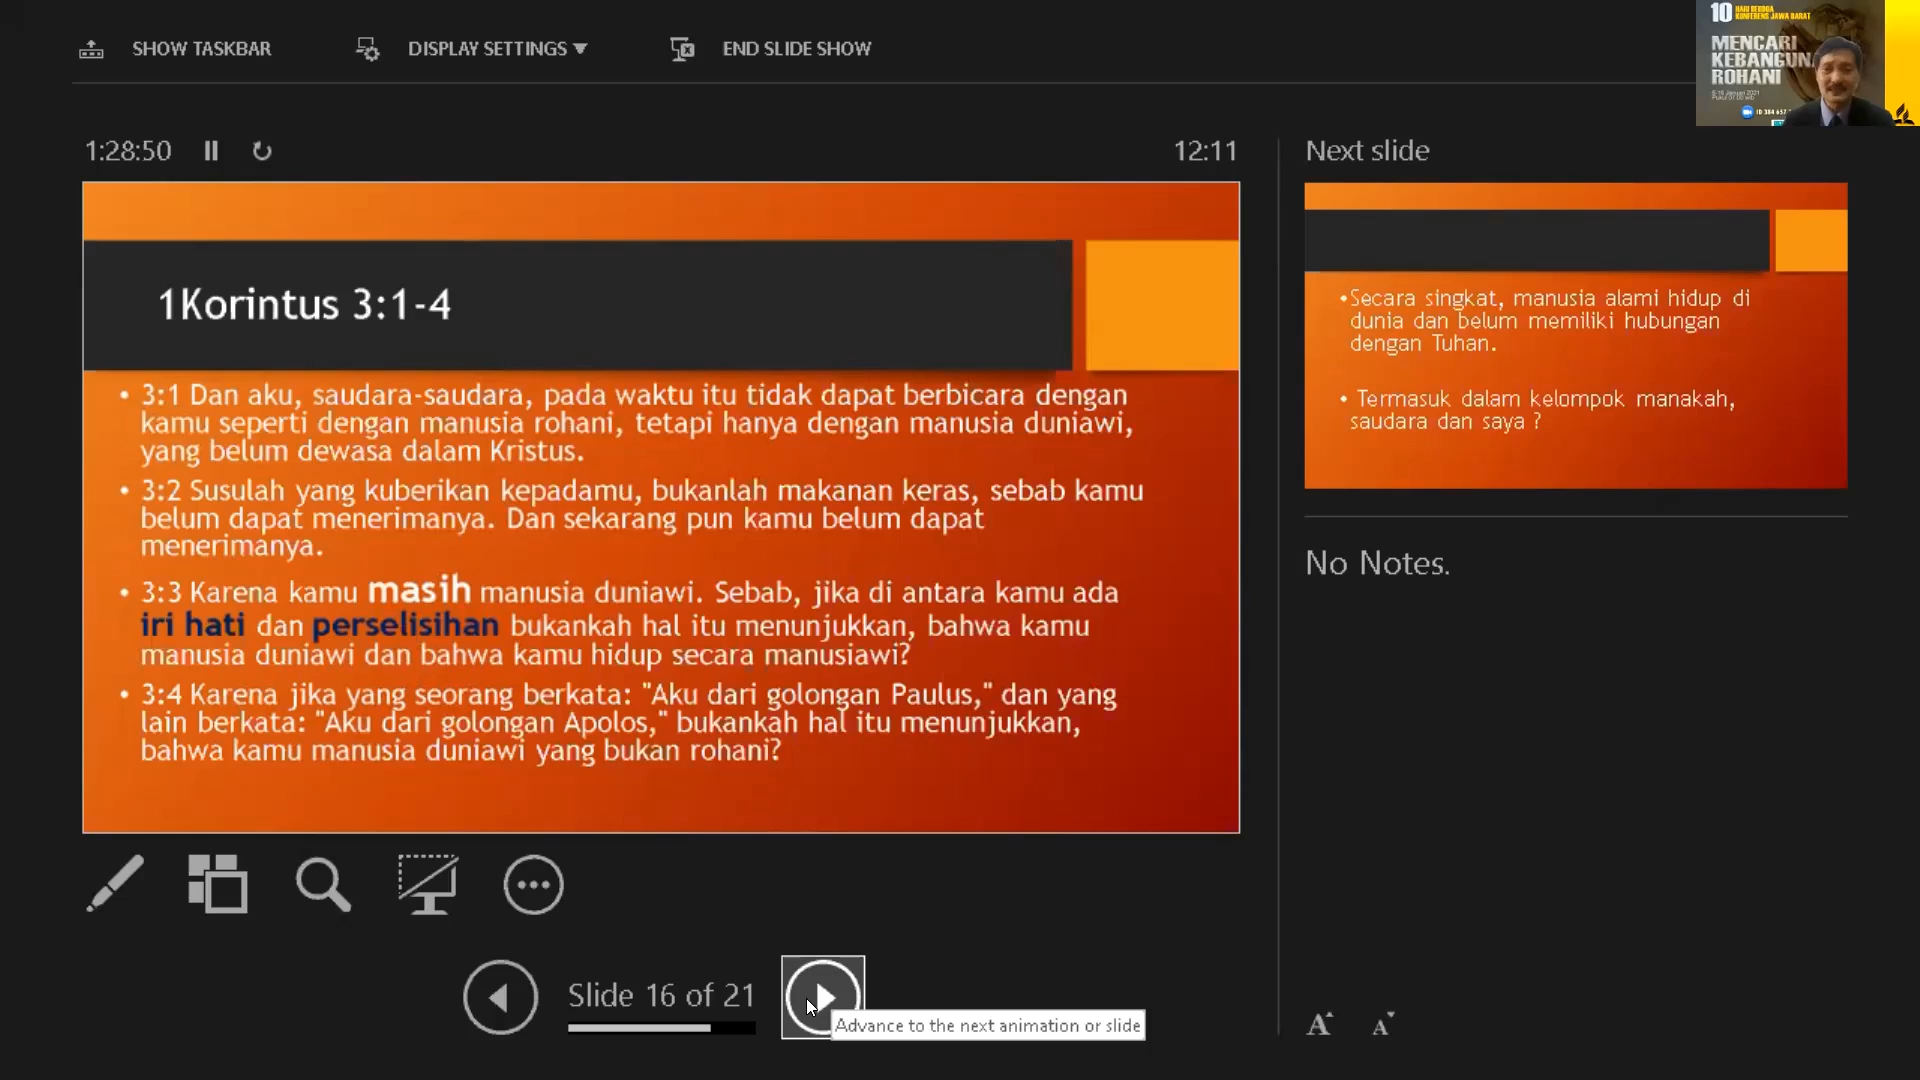 SHOW TASKBAR
DISPLAY SETTINGS ▼
END SLIDE SHOW
10 HARI BERDOA
KONFERENS JAWA BARAT
MENCARI
KEBANGUN
ROHANI
1:28:50
12:11
1Korintus 3:1-4
• 3:1 Dan aku, saudara-saudara, pada waktu itu tidak dapat berbicara dengan
kamu seperti dengan manusia rohani, tetapi hanya dengan manusia duniawi,
yang belum dewasa dalam Kristus.
• 3:2 Susulah yang kuberikan kepadamu, bukanlah makanan keras, sebab kamu
belum dapat menerimanya. Dan sekarang pun kamu belum dapat
menerimanya.
• 3:3 Karena kamu masih manusia duniawi. Sebab, jika di antara kamu ada
iri hati dan perselisihan bukankah hal itu menunjukkan, bahwa kamu
manusia duniawi dan bahwa kamu hidup secara manusiawi?
• 3:4 Karena jika yang seorang berkata: "Aku dari golongan Paulus," dan yang
lain berkata: "Aku dari golongan Apolos," bukankah hal itu menunjukkan,
bahwa kamu manusia duniawi yang bukan rohani?
Next slide
•Secara singkat, manusia alami hidup di
dunia dan belum memiliki hubungan
dengan Tuhan.
• Termasuk dalam kelompok manakah,
saudara dan saya ?
No Notes.
Slide 16 of 21
Advance to the next animation or slide
A A